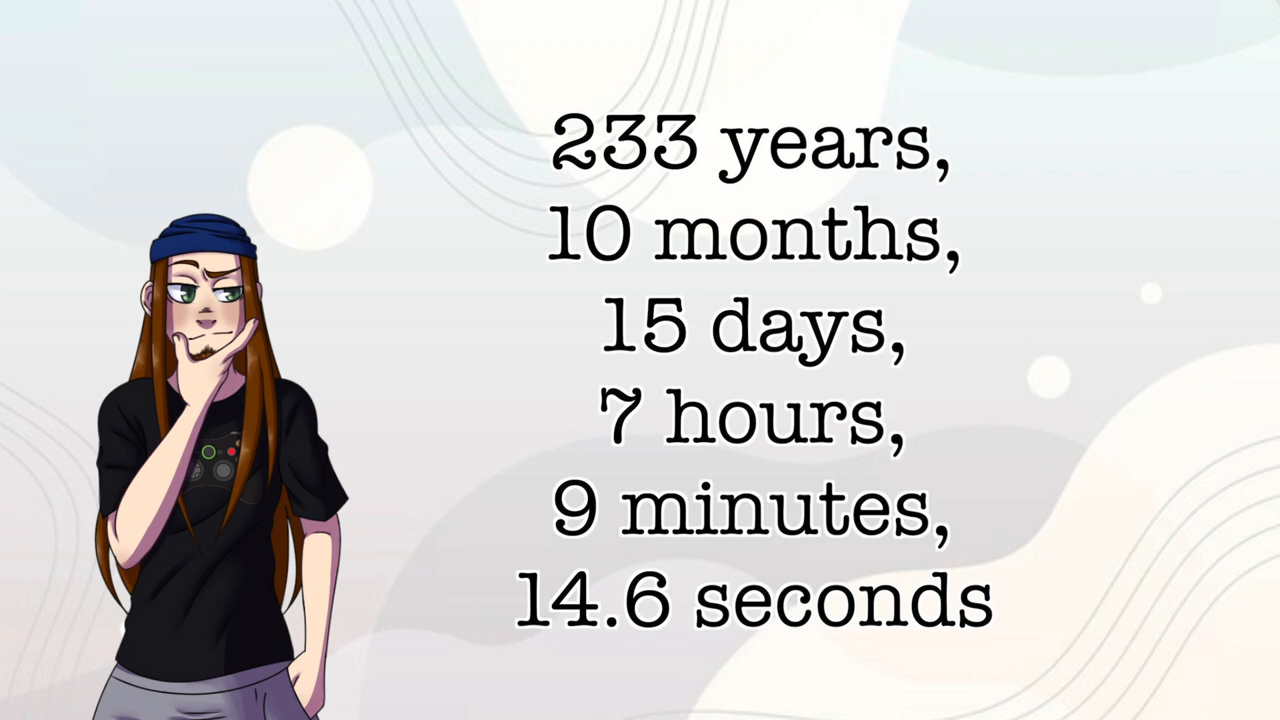 233 years,
10 months,
15 days,
7 hours,
9 minutes,
14.6 seconds